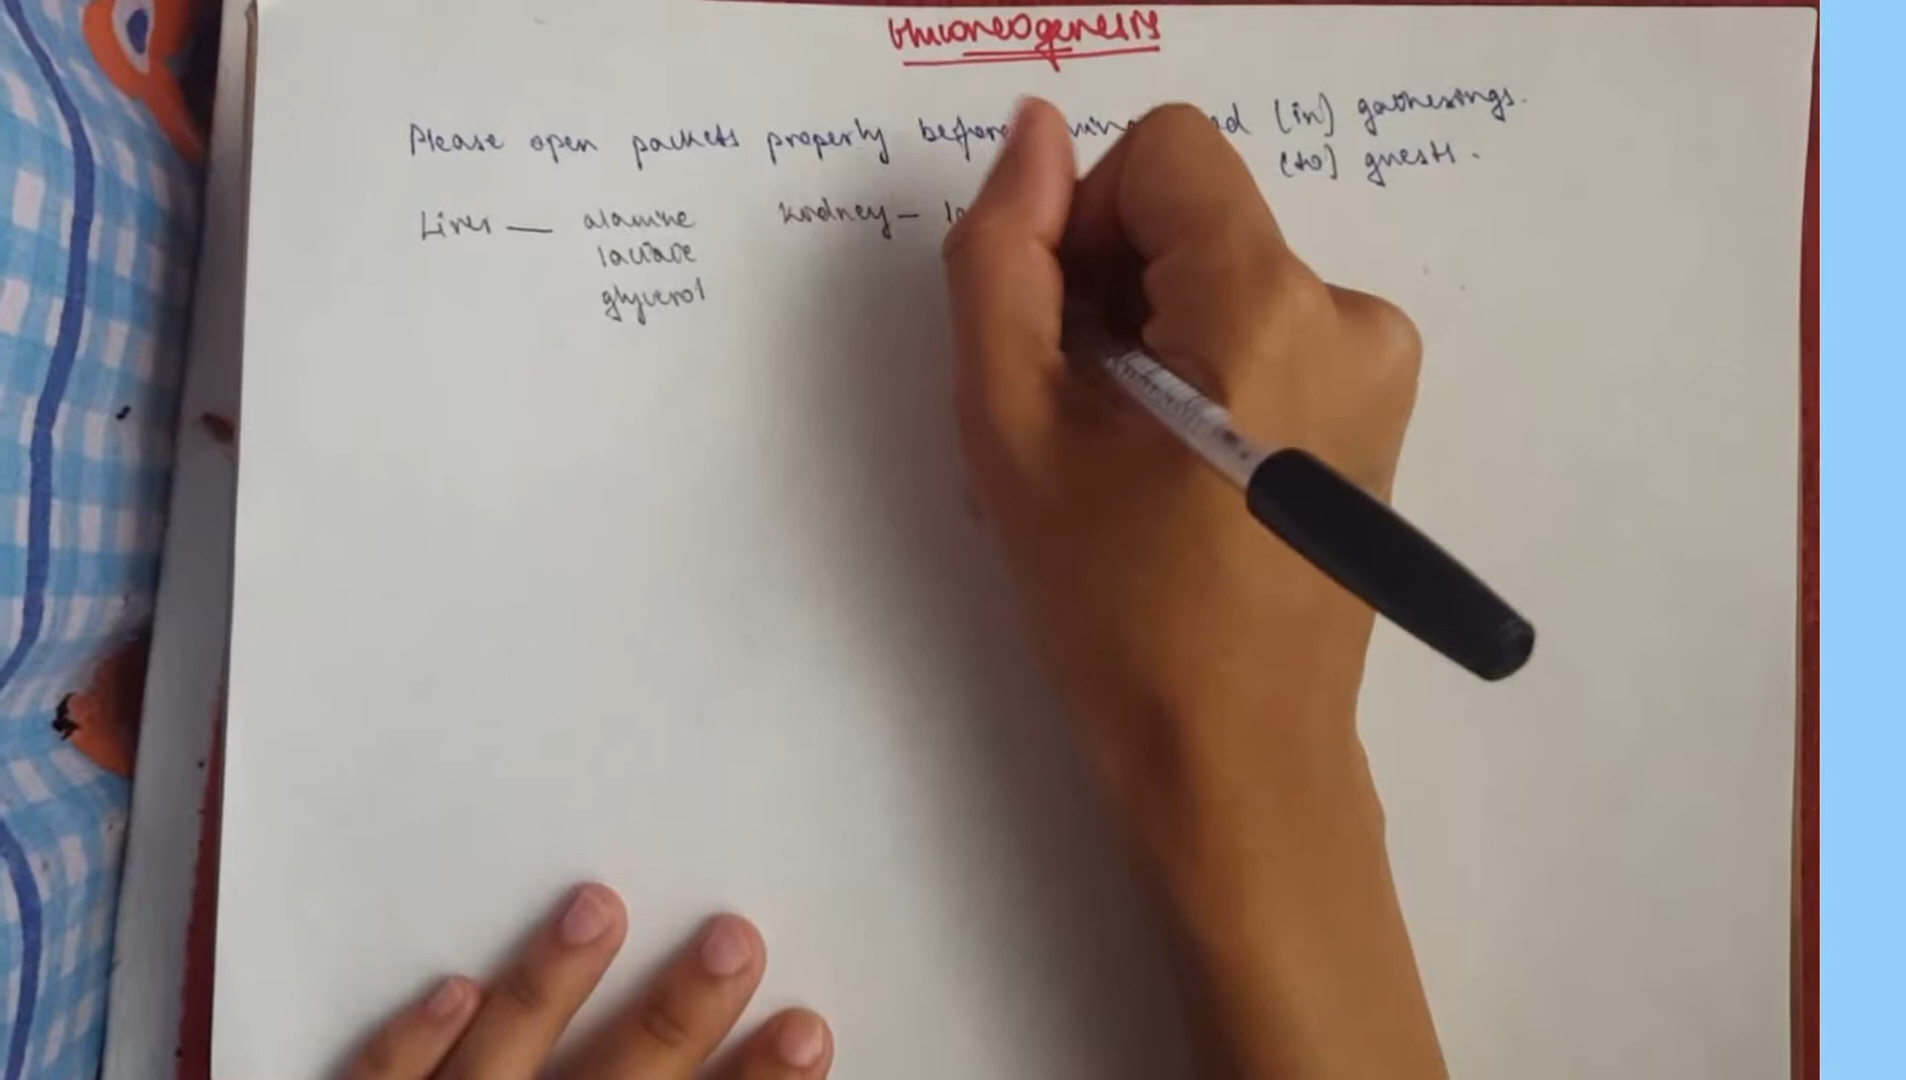 Gluconeogenesis
Please open packets properly before (in) gatherings.
(to) guests.
Liver — alanine Kidney —
lactate
glycerol